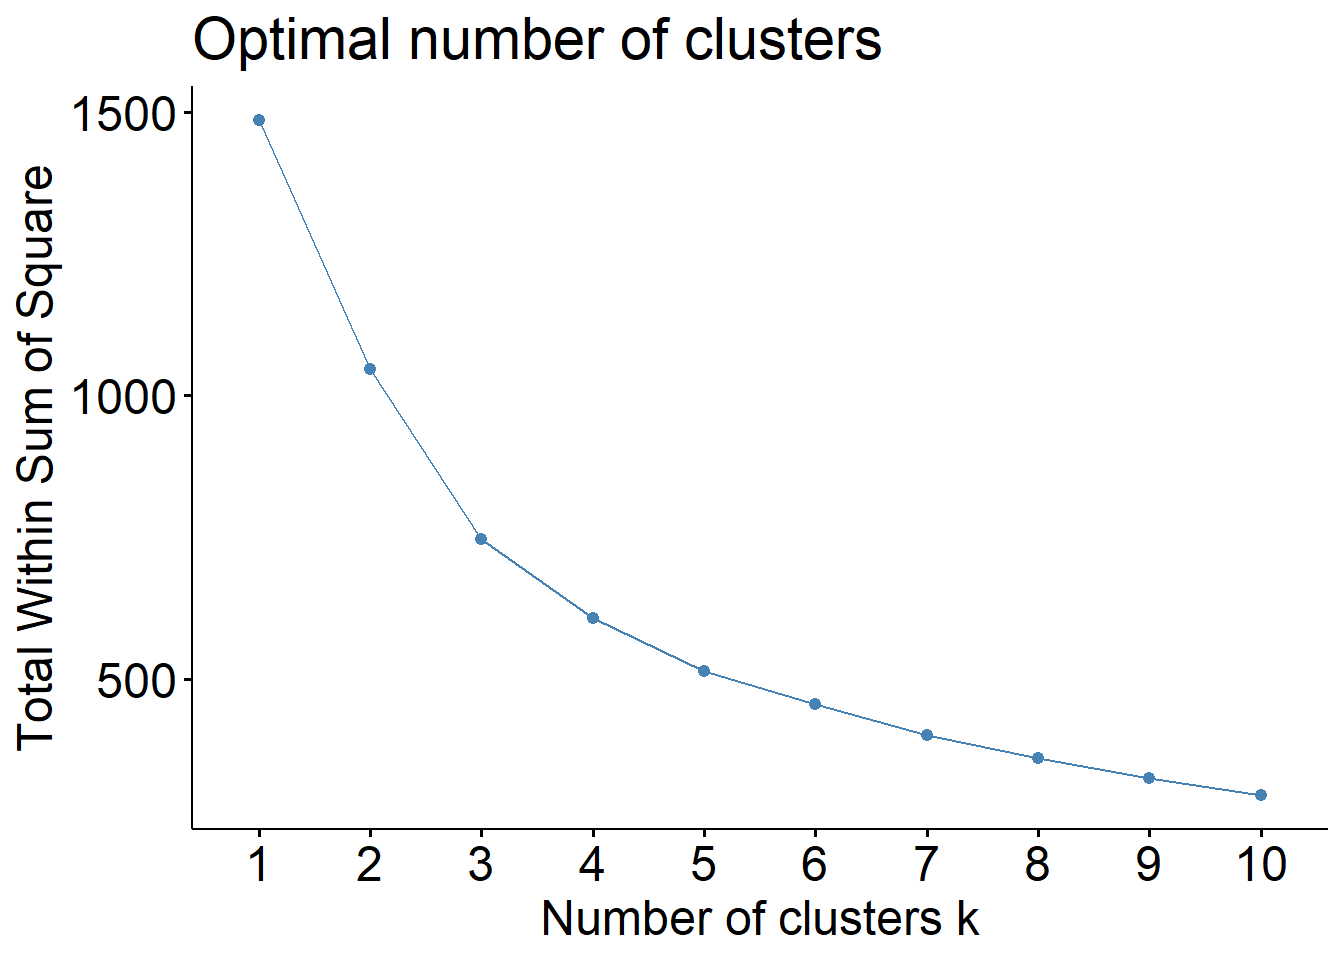 Optimal number of clusters
1500
1000
500
Total Within Sum of Square
1 2 3 4 5 6 7 8 9 10
Number of clusters k